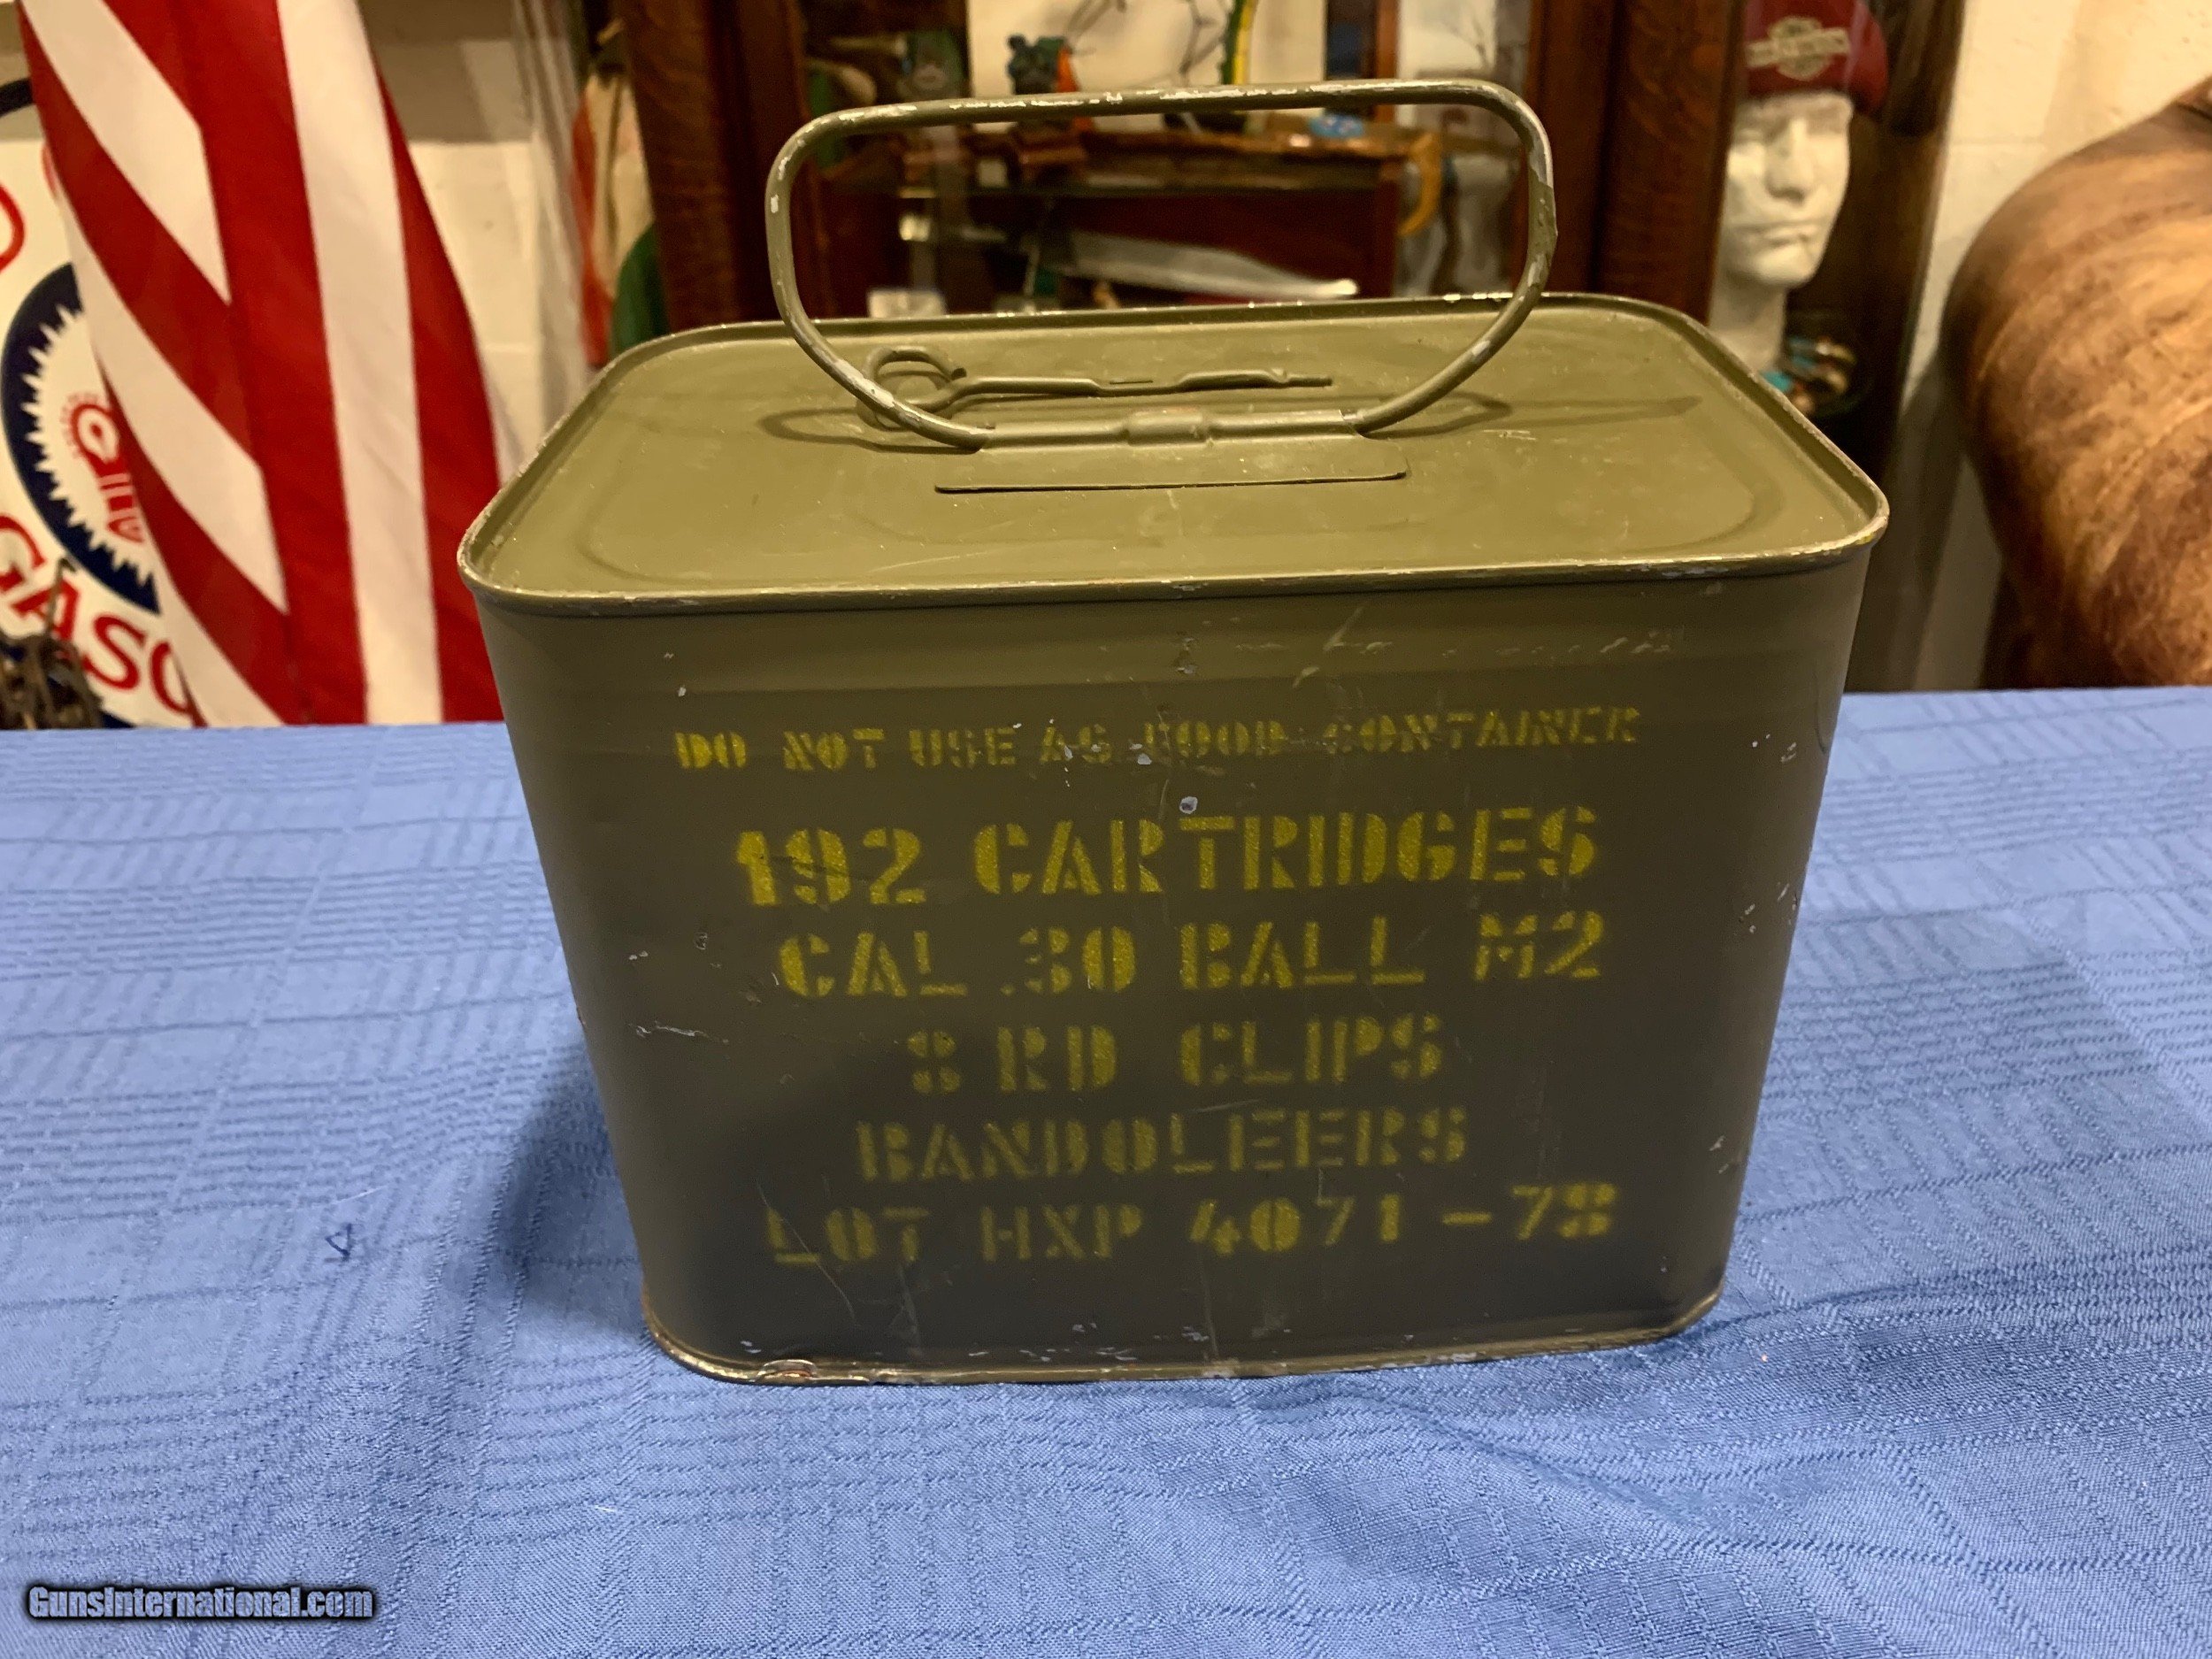 DO NOT USE AS FOOD CONTAINER
192 CARTRIDGES
CAL .30 BALL M2
8 RD CLIPS
BANDOLEERS
LOT HXP 4071-78
GASO
GunsInternational.com